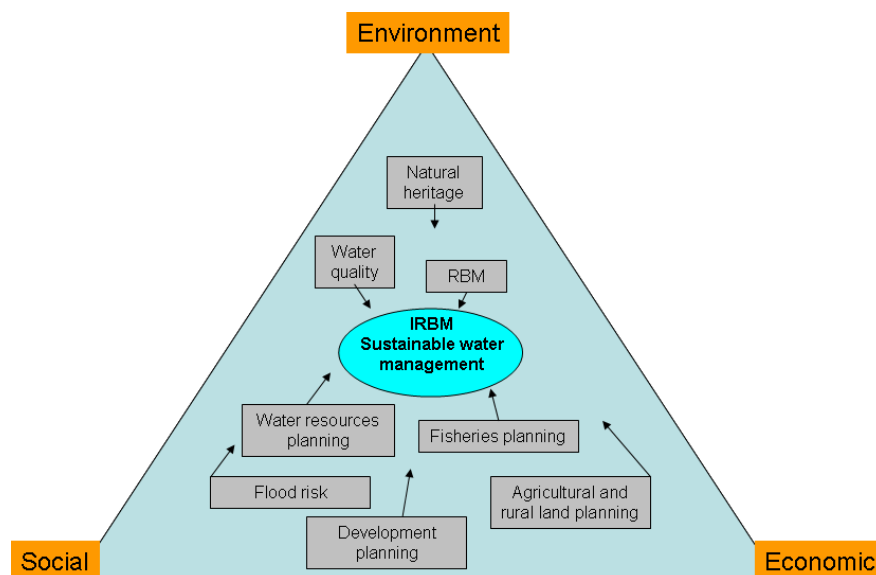 Environment
Natural
heritage
Water
quality
RBM
IRBM
Sustainable water
management
Water resources
planning
Fisheries planning
Flood risk
Agricultural and
rural land planning
Development
planning
Social
Economic